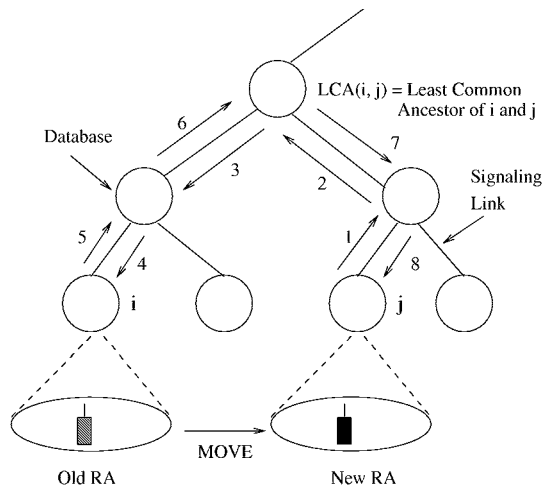 LCA(i, j) = Least Common
Ancestor of i and j
6
7
Database
3
2
Signaling
Link
5
4
1
8
i
j
MOVE
Old RA
New RA